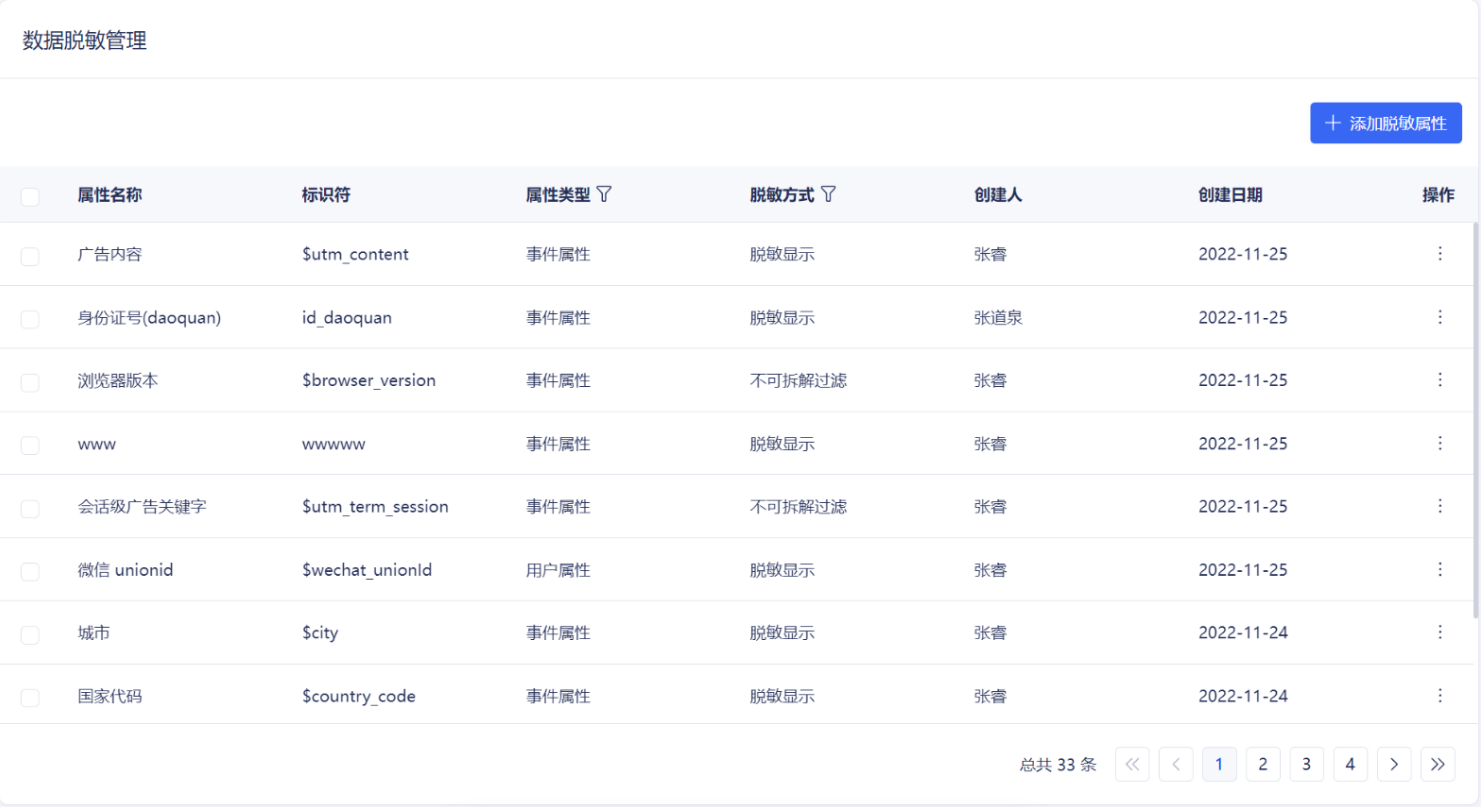 数据脱敏管理
添加脱敏属性
属性名称 标识符 属性类型 脱敏方式 创建人 创建日期 操作
广告内容 $utm_content 事件属性 脱敏显示 张睿 2022-11-25
身份证号(daoquan) id_daoquan 事件属性 脱敏显示 张道泉 2022-11-25
浏览器版本 $browser_version 事件属性 不可拆解过滤 张睿 2022-11-25
www wwwww 事件属性 脱敏显示 张睿 2022-11-25
会话级广告关键字 $utm_term_session 事件属性 不可拆解过滤 张睿 2022-11-25
微信 unionid $wechat_unionId 用户属性 脱敏显示 张睿 2022-11-25
城市 $city 事件属性 脱敏显示 张睿 2022-11-24
国家代码 $country_code 事件属性 脱敏显示 张睿 2022-11-24
总共 33 条 1 2 3 4